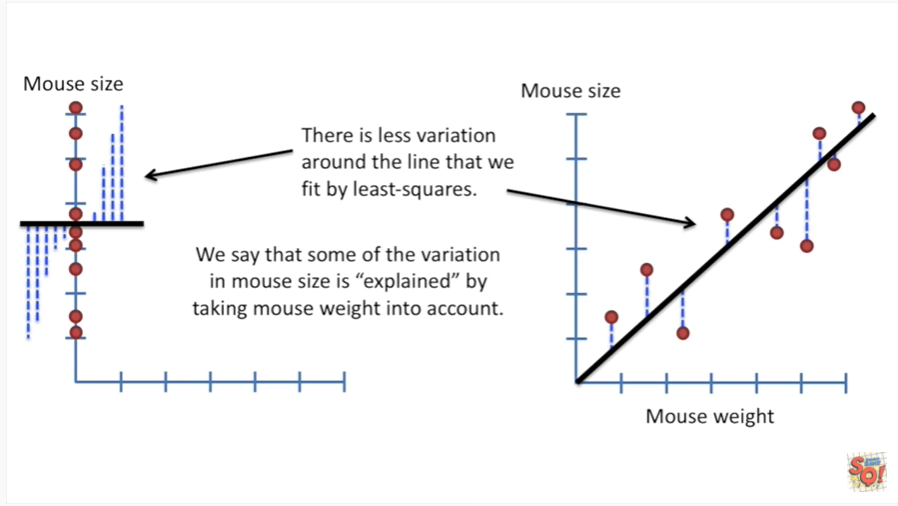 Mouse size
Mouse size
There is less variation
around the line that we
fit by least-squares.
We say that some of the variation
in mouse size is “explained” by
taking mouse weight into account.
Mouse weight
SQ!